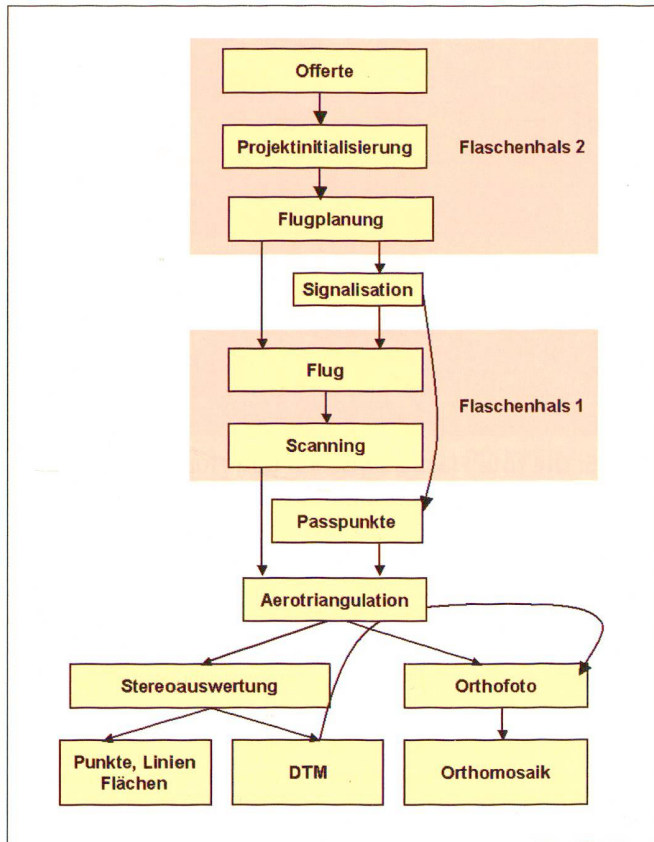 Offerte
Projektinitialisierung
Flaschenhals 2
Flugplanung
Signalisation
Flug
Flaschenhals 1
Scanning
Passpunkte
Aerotriangulation
Stereoauswertung
Orthofoto
Punkte, Linien
Flächen
DTM
Orthomosaik